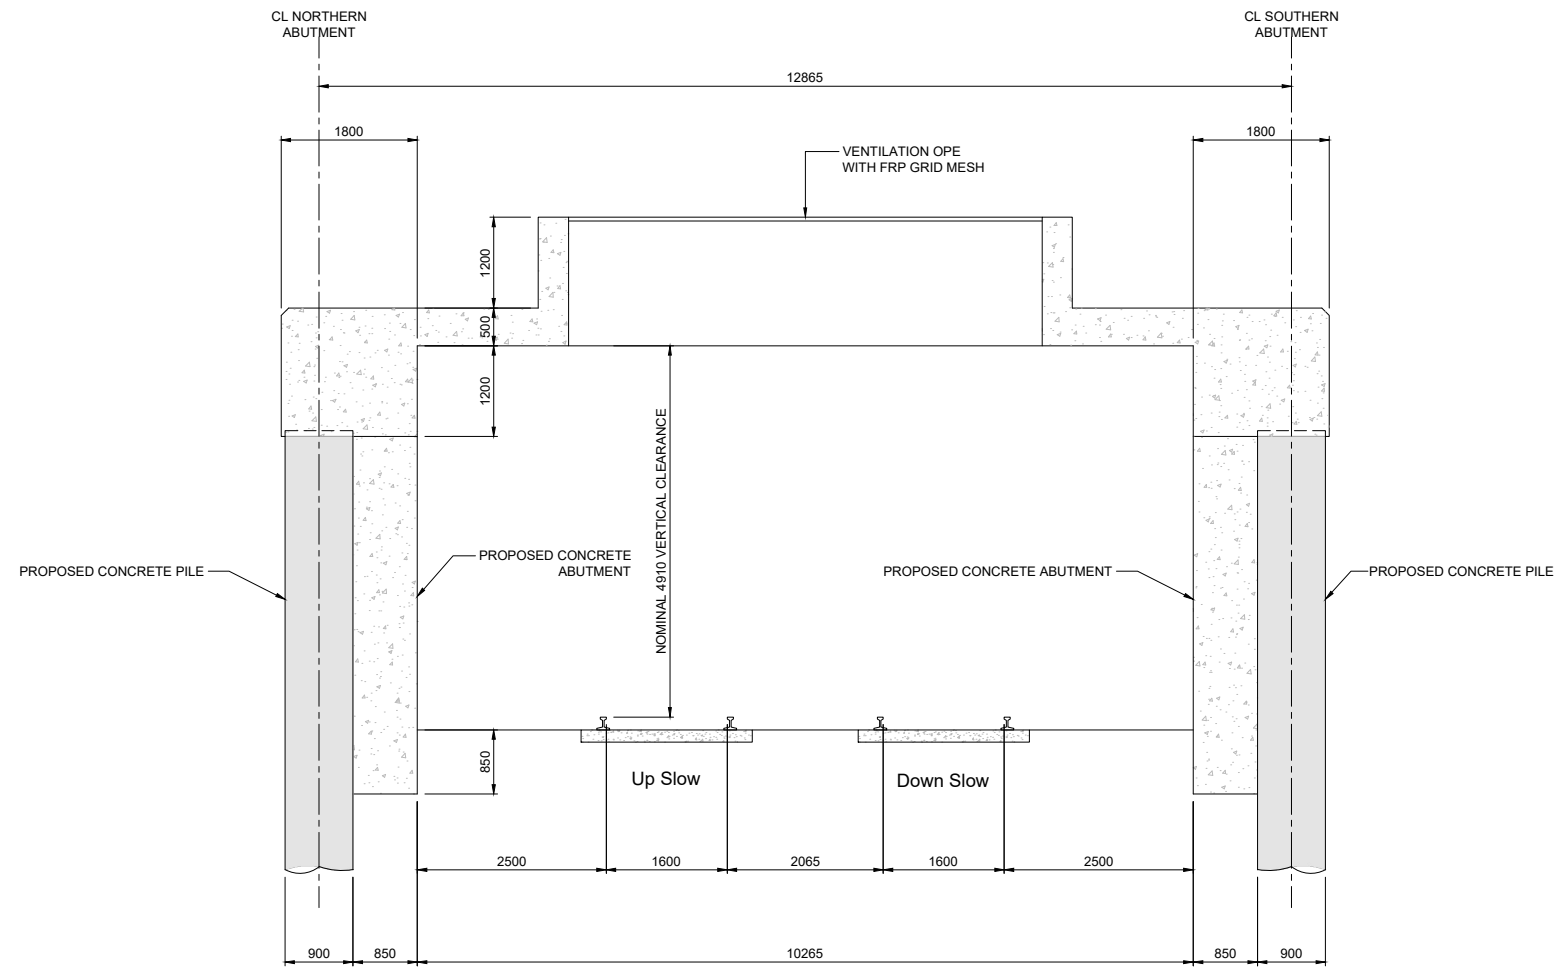 CL NORTHERN
ABUTMENT
CL SOUTHERN
ABUTMENT
12865
1800
1800
VENTILATION OPE
WITH FRP GRID MESH
1200
500
1200
NOMINAL 4910 VERTICAL CLEARANCE
PROPOSED CONCRETE PILE
PROPOSED CONCRETE
ABUTMENT
PROPOSED CONCRETE ABUTMENT
PROPOSED CONCRETE PILE
850
Up Slow
Down Slow
2500
1600
2065
1600
2500
900
850
10265
850
900